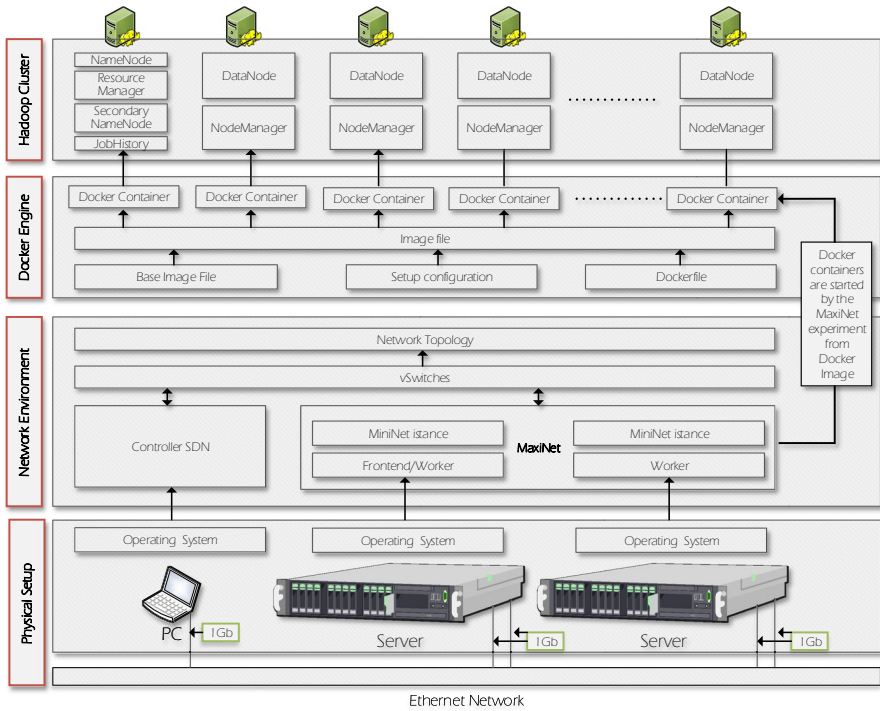 Hadoop Cluster
NameNode
Resource
Manager
Secondary
NameNode
JobHistory
DataNode
NodeManager
DataNode
NodeManager
DataNode
NodeManager
DataNode
NodeManager
Docker Engine
Docker Container
Docker Container
Docker Container
Docker Container
Docker Container
Image file
Base Image File
Setup configuration
Dockerfile
Docker
containers
are started
by the
MaxiNet
experiment
from
Docker
Image
Network Environment
Network Topology
vSwitches
Controller SDN
MiniNet istance
Frontend/Worker
MaxiNet
MiniNet istance
Worker
Physical Setup
Operating System
Operating System
Operating System
PC
1Gb
Server
1Gb
Server
1Gb
Ethernet Network